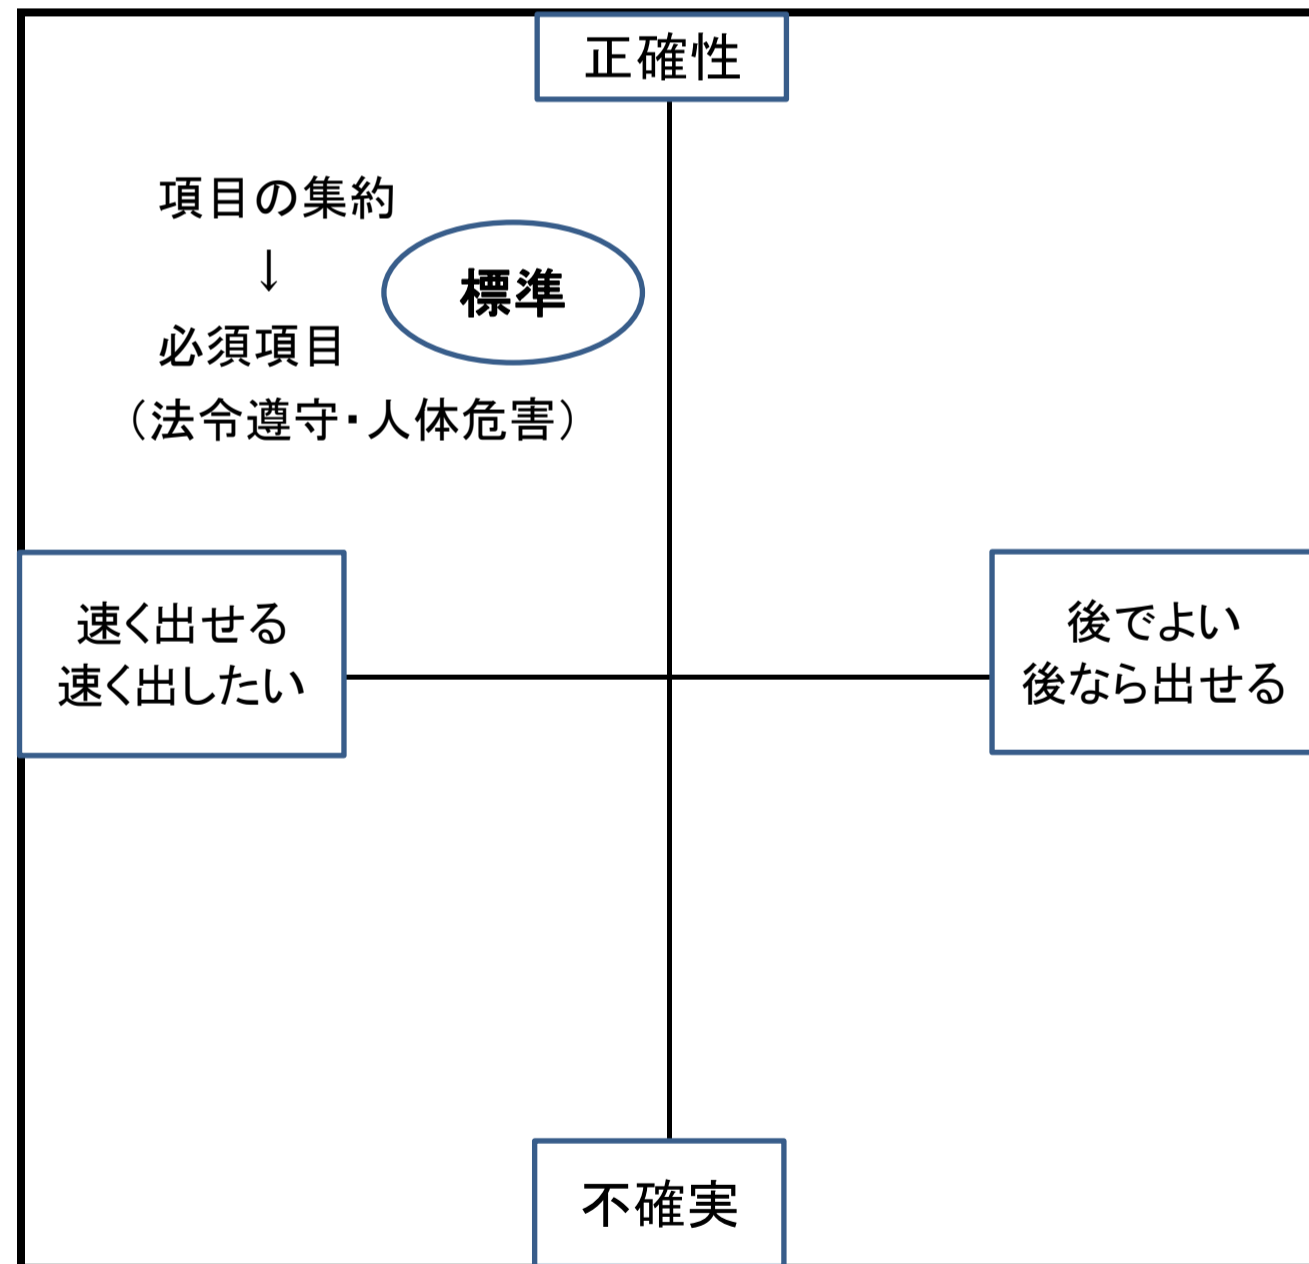 正確性
項目の集約
↓
標準
必須項目
（法令遵守・人体危害）
速く出せる
速く出したい
後でよい
後なら出せる
不確実